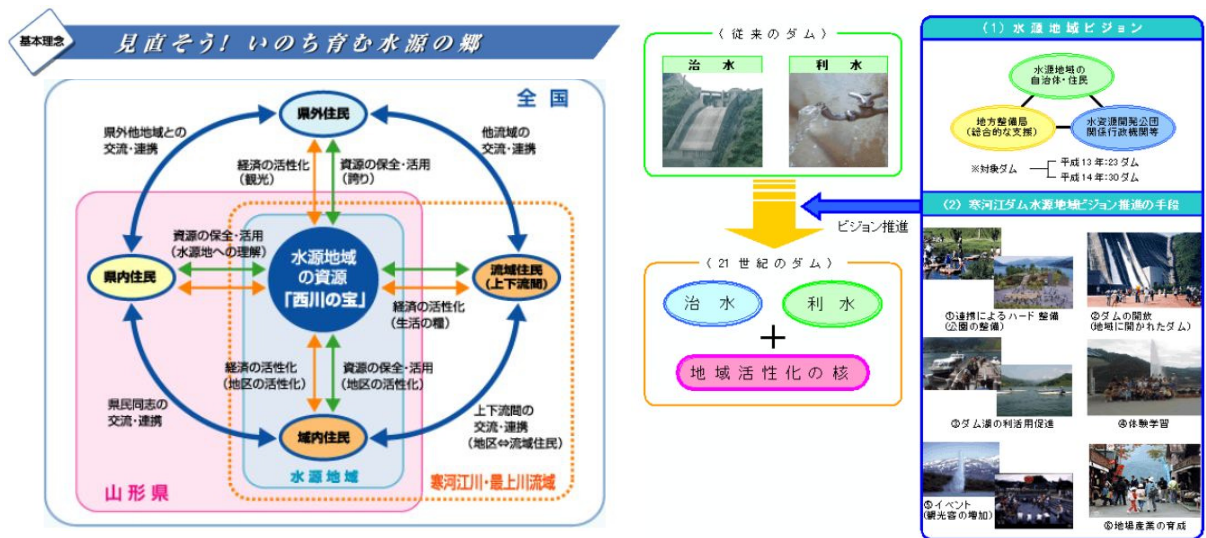 基本理念
見直そう! いのち育む水源の郷
全国
県外住民
県外他地域との
交流・連携
他流域の
交流・連携
経済の活性化
(観光)
資源の保全・活用
(誇り)
資源の保全・活用
(水源地への理解)
水源地域
の資源
「西川の宝」
県内住民
流域住民
(上下流間)
経済の活性化
(生活の糧)
経済の活性化
(地区の活性化)
資源の保全・活用
(地区の活性化)
県民同志の
交流・連携
上下流間の
交流・連携
(地区⇔流域住民)
域内住民
水源地域
山形県
寒河江川・最上川流域
(従来のダム)
治水
利水
ビジョン推進
(21世紀のダム)
治水
利水
+
地域活性化の核
(1)水源地域ビジョン
水源地域の
自治体・住民
地方整備局
(総合的な支援)
水資源開発公団
関係行政機関等
※対象ダム
平成13年:23ダム
平成14年:30ダム
(2)寒河江ダム水源地域ビジョン推進の手段
①連携によるハード整備
(公園の整備)
②ダムの開放
(地域に開かれたダム)
③ダム湖の利活用促進
④体験学習
⑤イベント
(観光客の増加)
⑥地場産業の育成